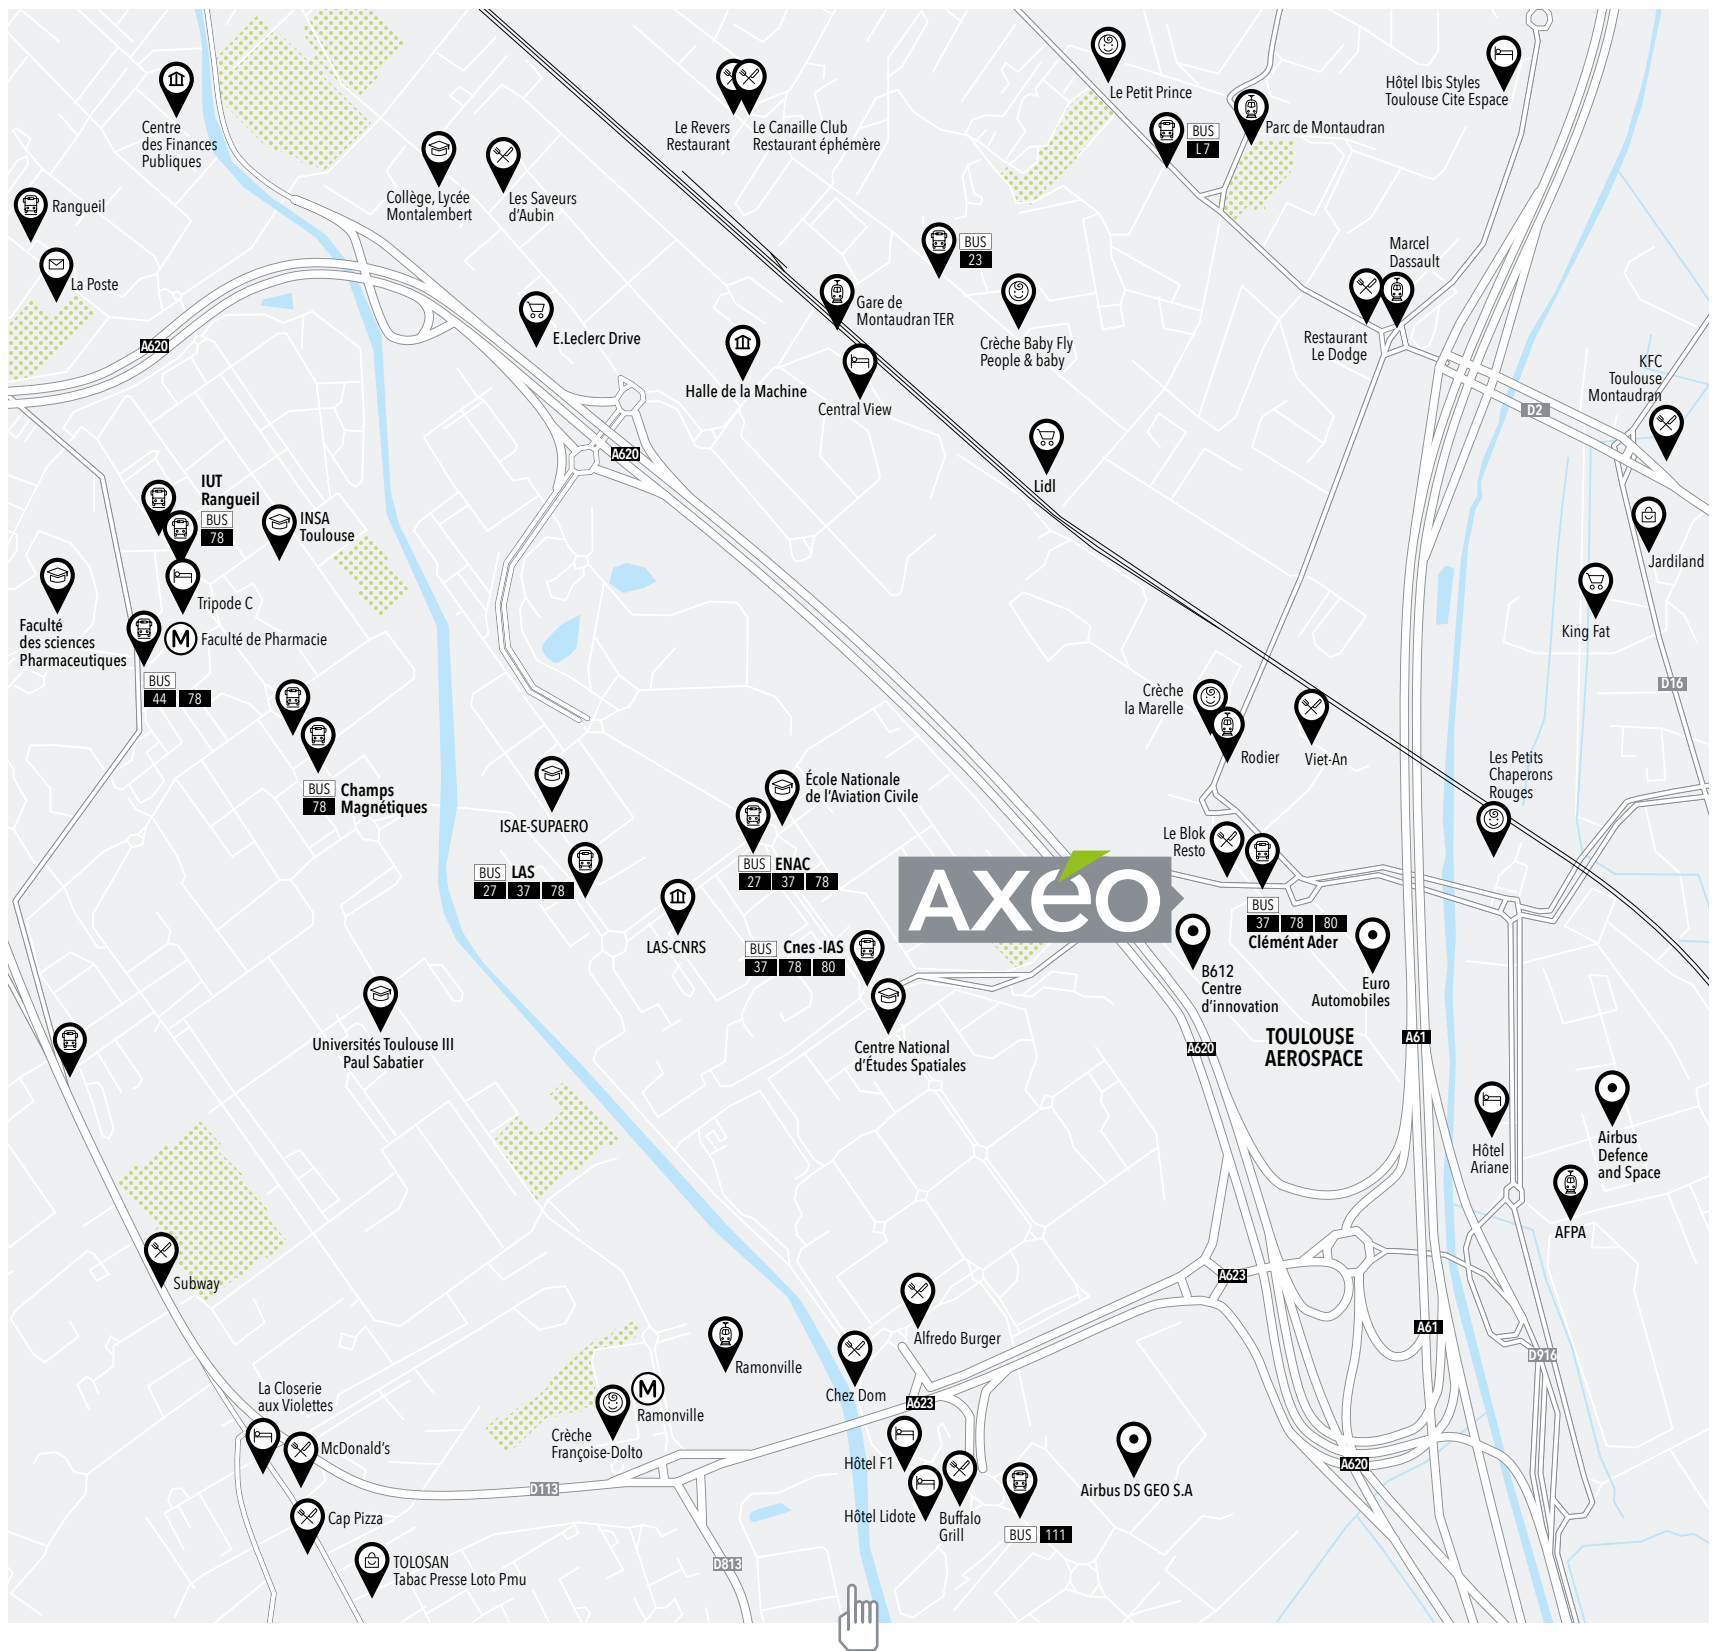 Centre
des Finances
Publiques
Le Revers
Restaurant
Le Canaille Club
Restaurant éphémère
Le Petit Prince
BUS
L7
Parc de Montaudran
Hôtel Ibis Styles
Toulouse Cite Espace
Rangueil
La Poste
Collège, Lycée
Montalembert
Les Saveurs
d'Aubin
BUS
23
Marcel
Dassault
Gare de
Montaudran TER
Crèche Baby Fly
People & baby
Restaurant
Le Dodge
A620
E.Leclerc Drive
Halle de la Machine
Central View
KFC
Toulouse
Montaudran
D2
A620
Lidl
IUT
Rangueil
BUS
78
INSA
Toulouse
Jardiland
Tripode C
King Fat
Faculté
des sciences
Pharmaceutiques
M
Faculté de Pharmacie
BUS
44 78
D16
Crèche
la Marelle
Rodier
Viet-An
Les Petits
Chaperons
Rouges
BUS
78
Champs
Magnétiques
ISAE-SUPAERO
École Nationale
de l'Aviation Civile
Le Blok
Resto
BUS LAS
27 37 78
BUS ENAC
27 37 78
AXéO
LAS-CNRS
BUS Cnes -IAS
37 78 80
BUS
37 78 80
Clémént Ader
B612
Centre
d'innovation
Euro
Automobiles
Universités Toulouse III
Paul Sabatier
Centre National
d'Études Spatiales
A620
TOULOUSE
AEROSPACE
A61
Hôtel
Ariane
Airbus
Defence
and Space
AFPA
Subway
A623
Alfredo Burger
A61
D916
Ramonville
Chez Dom
A623
La Closerie
aux Violettes
McDonald's
M
Ramonville
Crèche
Françoise-Dolto
Hôtel F1
A620
D113
Airbus DS GEO S.A
Cap Pizza
Hôtel Lidote
Buffalo
Grill
BUS 111
TOLOSAN
Tabac Presse Loto Pmu
D813